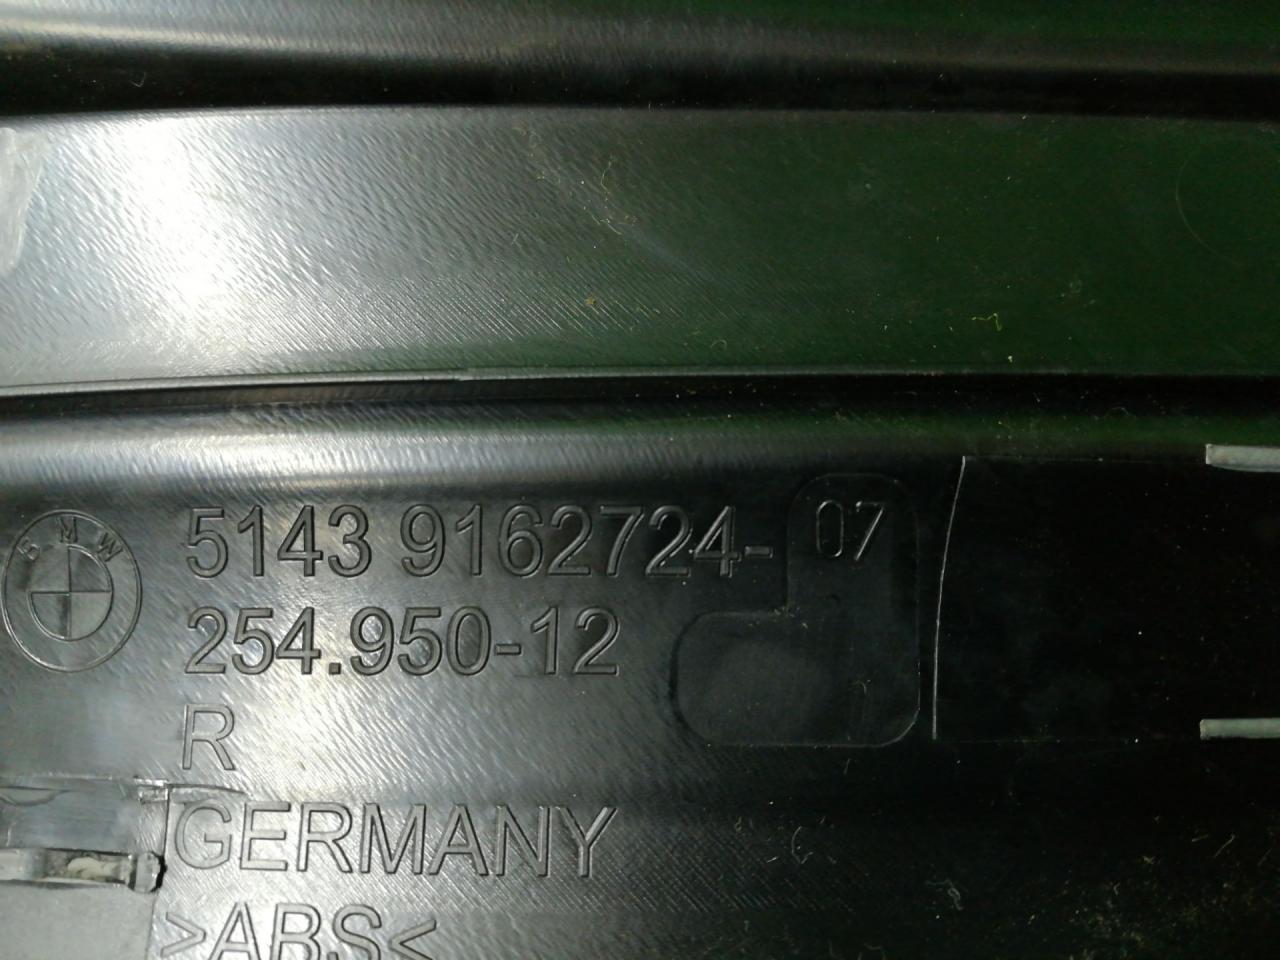 BMW
5143 9162724-07
254.950-12
R
GERMANY
>ABS<